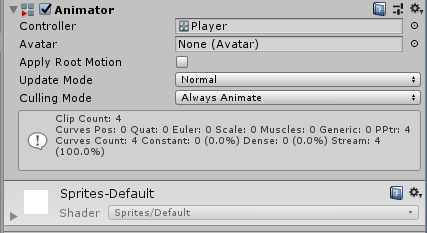 Animator
Controller Player
Avatar None (Avatar)
Apply Root Motion
Update Mode Normal
Culling Mode Always Animate
Clip Count: 4
Curves Pos: 0 Quat: 0 Euler: 0 Scale: 0 Muscles: 0 Generic: 0 PPtr: 4
Curves Count: 4 Constant: 0 (0.0%) Dense: 0 (0.0%) Stream: 4
(100.0%)
Sprites-Default
Shader Sprites/Default